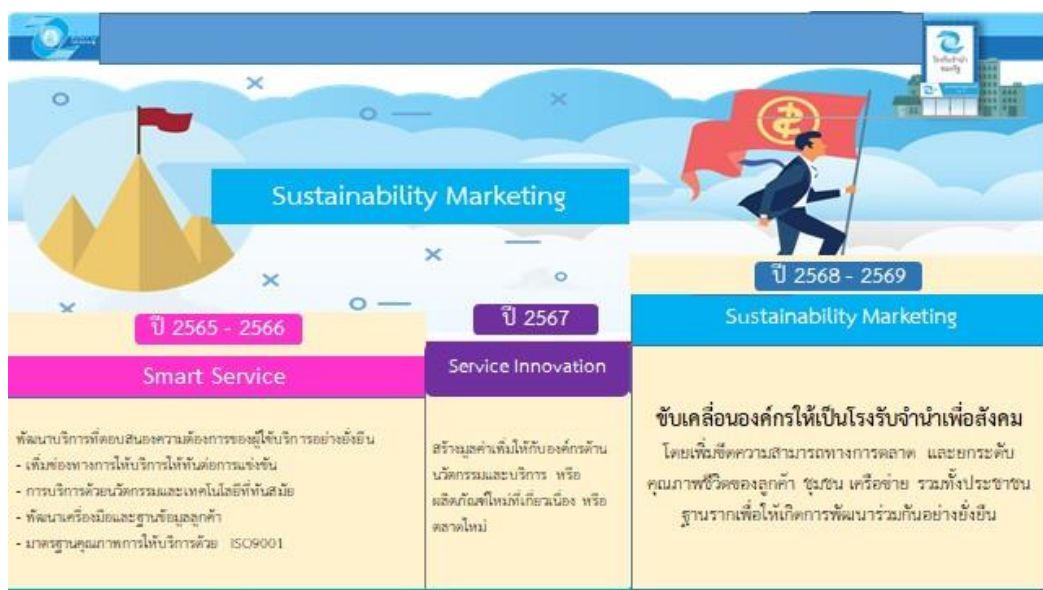 โรงรับจำนำ
ของรัฐ
Sustainability Marketing
ปี 2565 - 2566
Smart Service
พัฒนาบริการที่ตอบสนองความต้องการของผู้ใช้บริการอย่างยั่งยืน
- เพิ่มช่องทางการให้บริการให้ทันต่อการแข่งขัน
- การบริการด้วยนวัตกรรมและเทคโนโลยีที่ทันสมัย
- พัฒนาเครื่องมือและฐานข้อมูลลูกค้า
- มาตรฐานคุณภาพการให้บริการด้วย ISO9001
ปี 2567
Service Innovation
สร้างมูลค่าเพิ่มให้กับองค์กรด้าน
นวัตกรรมและบริการ หรือ
ผลิตภัณฑ์ใหม่ที่เกี่ยวเนื่อง หรือ
ตลาดใหม่
ปี 2568 - 2569
Sustainability Marketing
ขับเคลื่อนองค์กรให้เป็นโรงรับจำนำเพื่อสังคม
โดยเพิ่มขีดความสามารถทางการตลาด และยกระดับ
คุณภาพชีวิตของลูกค้า ชุมชน เครือข่าย รวมทั้งประชาชน
ฐานรากเพื่อให้เกิดการพัฒนาร่วมกันอย่างยั่งยืน